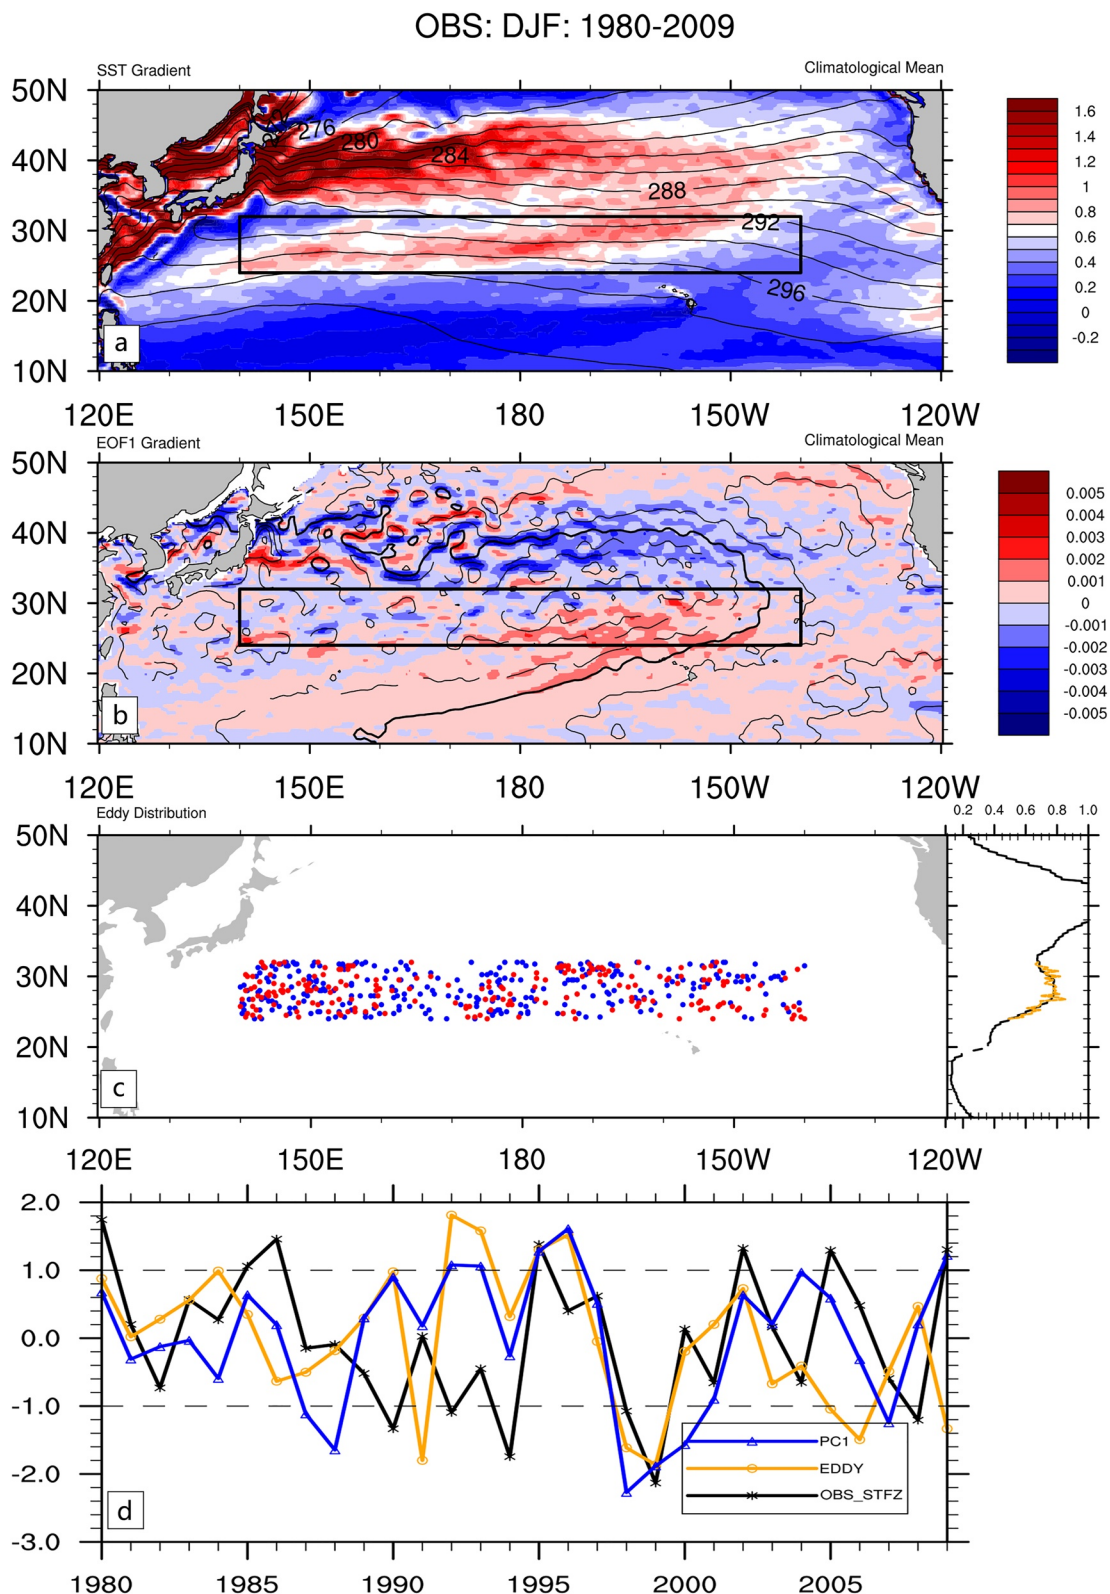 OBS: DJF: 1980-2009
SST Gradient Climatological Mean
50N
40N
30N
20N
10N
276
280
284
288
292
296
a
120E 150E 180 150W 120W
1.6
1.4
1.2
1
0.8
0.6
0.4
0.2
0
-0.2
EOF1 Gradient Climatological Mean
50N
40N
30N
20N
10N
b
120E 150E 180 150W 120W
0.005
0.004
0.003
0.002
0.001
0
-0.001
-0.002
-0.003
-0.004
-0.005
Eddy Distribution
0.2 0.4 0.6 0.8 1.0
50N
40N
30N
20N
10N
c
120E 150E 180 150W 120W
2.0
1.0
0.0
-1.0
-2.0
-3.0
PC1
EDDY
OBS_STFZ
d
1980 1985 1990 1995 2000 2005